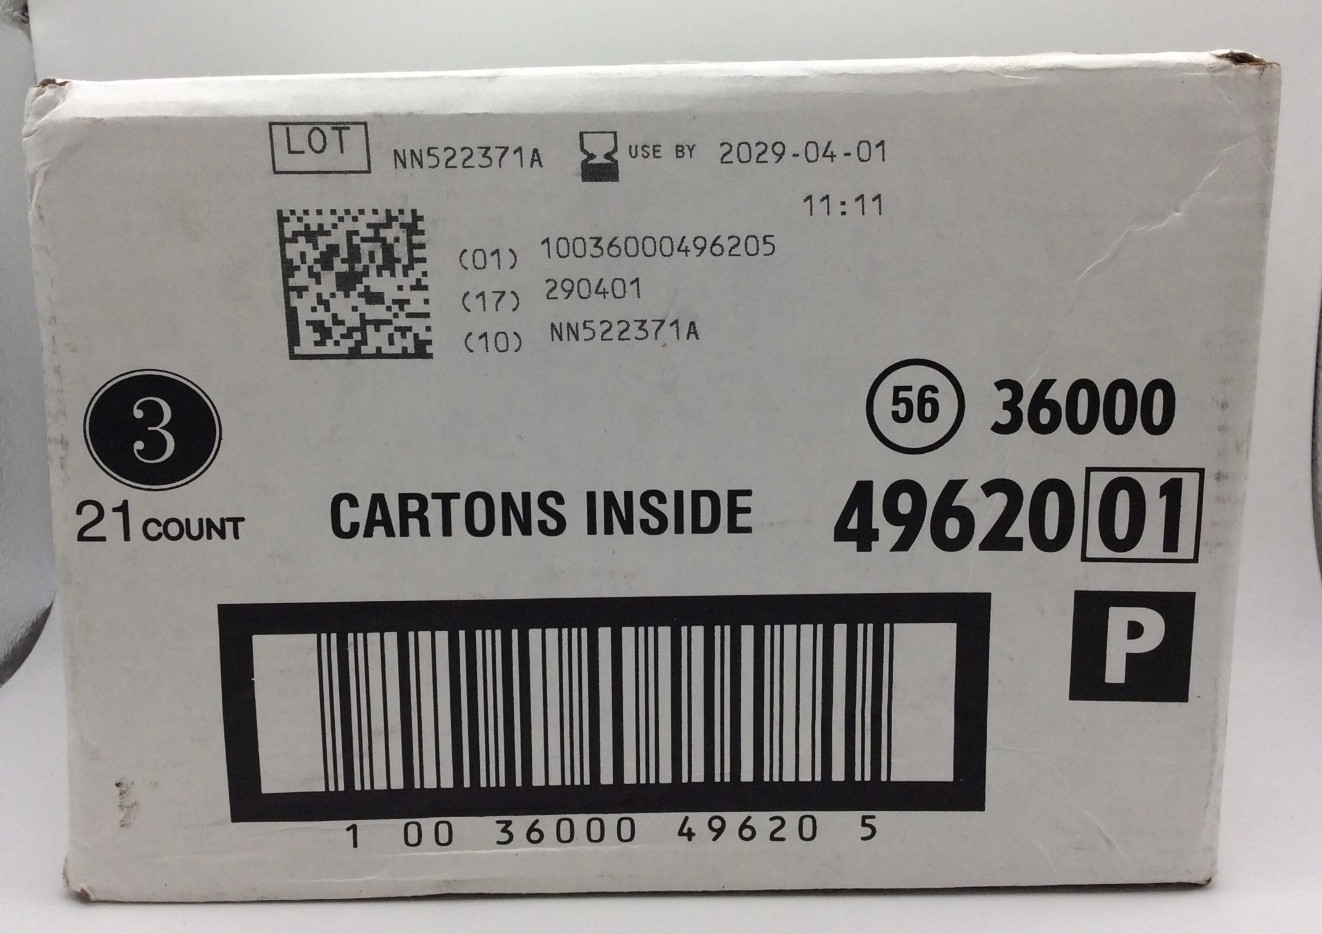 LOT NN522371A USE BY 2029-04-01
11:11
(01) 10036000496205
(17) 290401
(10) NN522371A
3
21 COUNT
56 36000
CARTONS INSIDE
49620 01
P
1 00 36000 49620 5